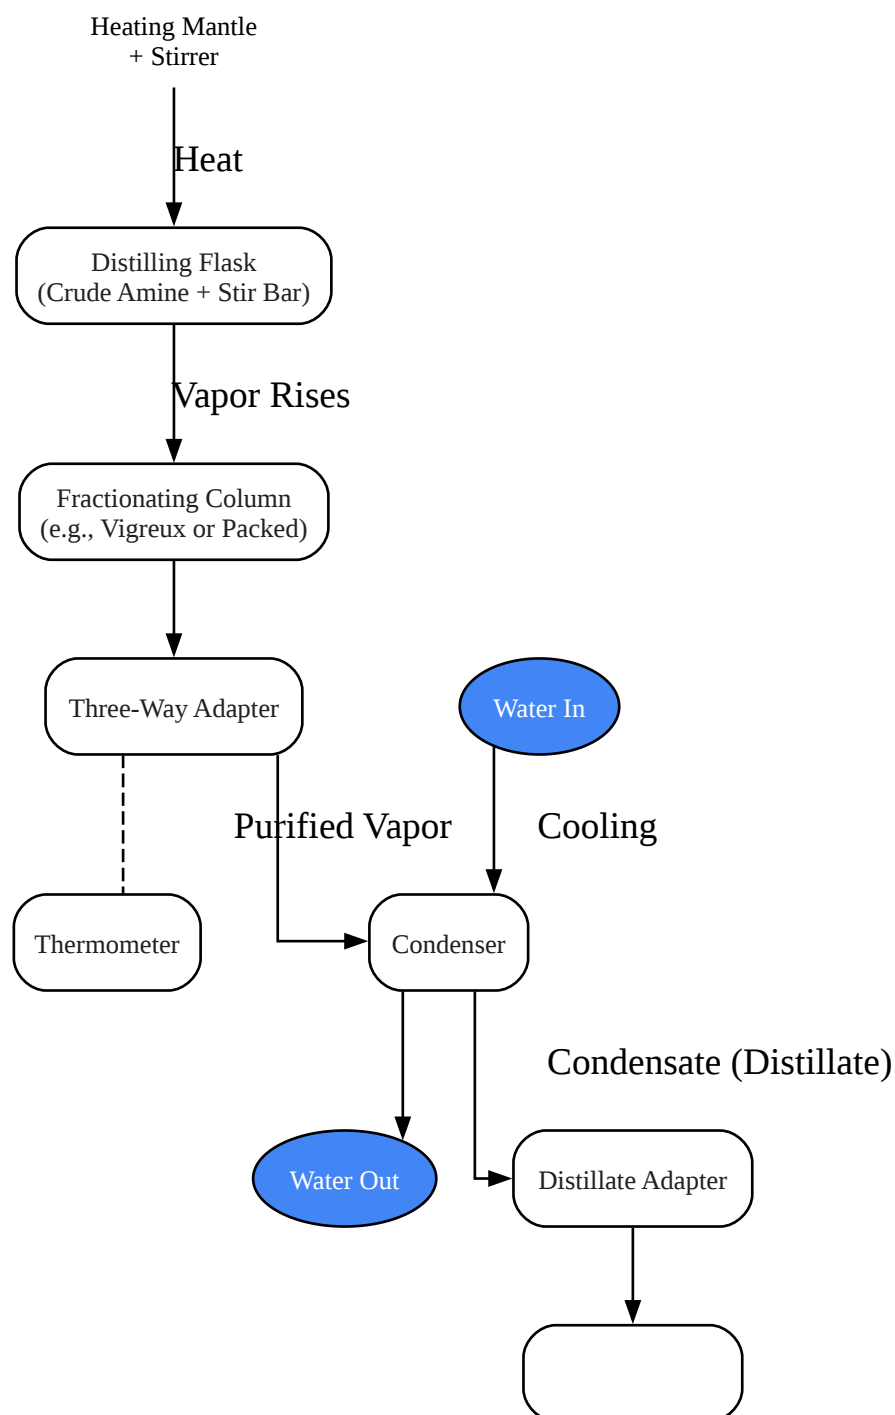 Heating Mantle
+ Stirrer
Heat
Distilling Flask
(Crude Amine + Stir Bar)
Vapor Rises
Fractionating Column
(e.g., Vigreux or Packed)
Three-Way Adapter
Water In
Purified Vapor
Cooling
Thermometer
Condenser
Condensate (Distillate)
Water Out
Distillate Adapter